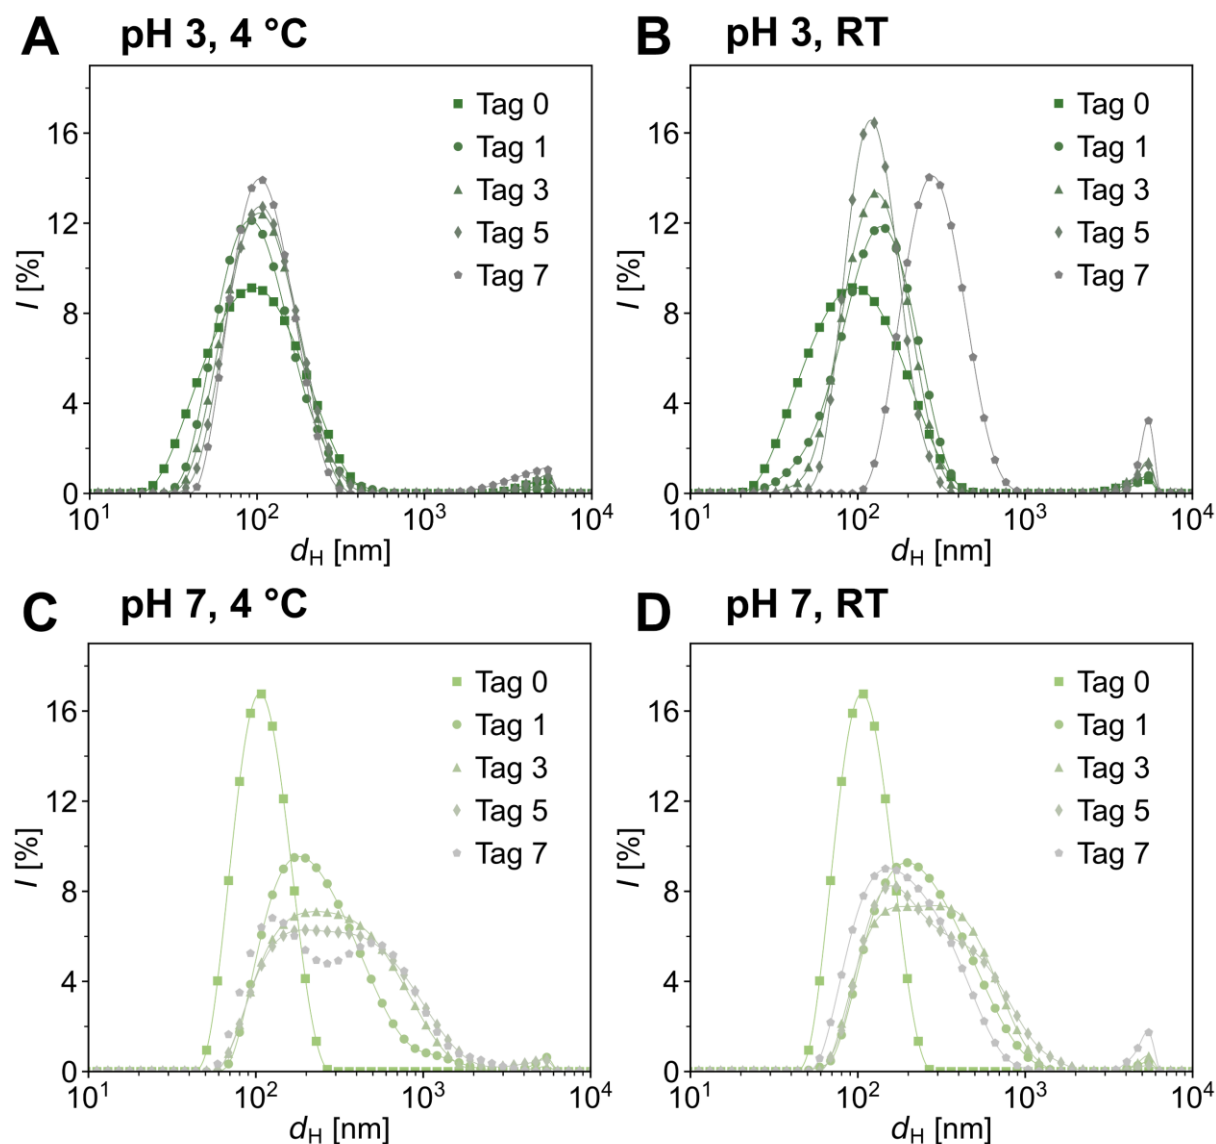 A pH 3, 4 °C
16
12
8
4
0
I [%]
Tag 0
Tag 1
Tag 3
Tag 5
Tag 7
10¹ 10² 10³ 10⁴
d_H [nm]
B pH 3, RT
16
12
8
4
0
I [%]
Tag 0
Tag 1
Tag 3
Tag 5
Tag 7
10¹ 10² 10³ 10⁴
d_H [nm]
C pH 7, 4 °C
16
12
8
4
0
I [%]
Tag 0
Tag 1
Tag 3
Tag 5
Tag 7
10¹ 10² 10³ 10⁴
d_H [nm]
D pH 7, RT
16
12
8
4
0
I [%]
Tag 0
Tag 1
Tag 3
Tag 5
Tag 7
10¹ 10² 10³ 10⁴
d_H [nm]